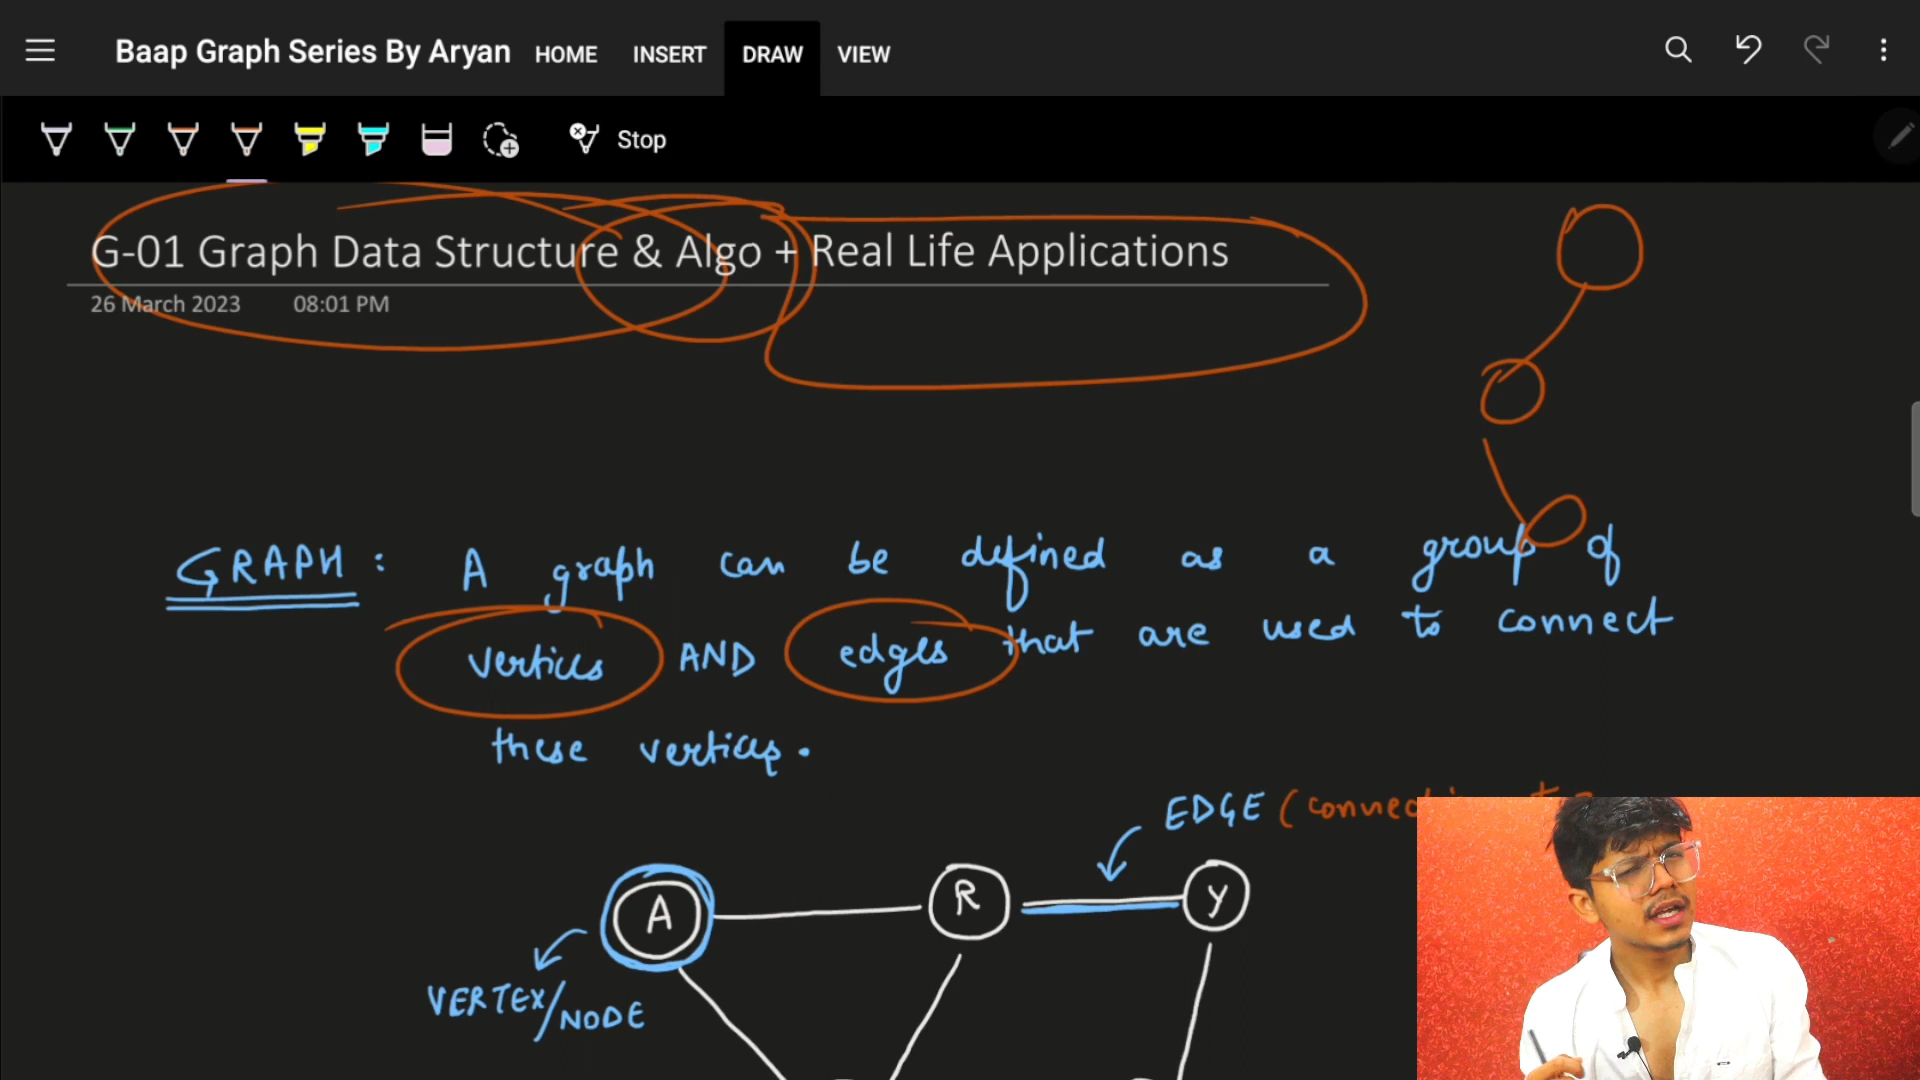 Baap Graph Series By Aryan HOME INSERT DRAW VIEW
Stop
G-01 Graph Data Structure & Algo + Real Life Applications
26 March 2023 08:01 PM
GRAPH : A graph can be defined as a group of
vertices AND edges that are used to connect
these vertices.
EDGE (
A R Y
VERTEX/NODE